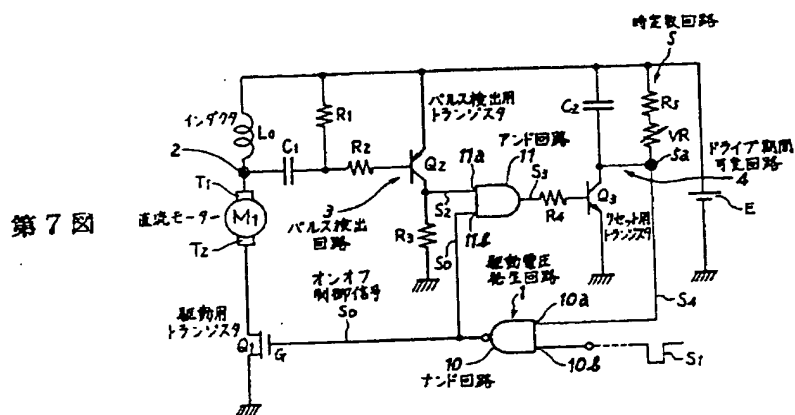 時定数回路
5
インダクタ
L0
C1
R1
R2
パルス検出用
トランジスタ
Q2
C2
R5
VR
5a
ドライブ期間
可変回路
4
E
アンド回路
11
11a
11b
S3
R4
Q3
リセット用
トランジスタ
2
T1
M1
T2
直流モーター
第7図
3
パルス検出
回路
R3
S2
S0
オンオフ
制御信号
S0
駆動電圧
発生回路
1
10a
S4
駆動用
トランジスタ
Q1
G
10
ナンド回路
10b
S1